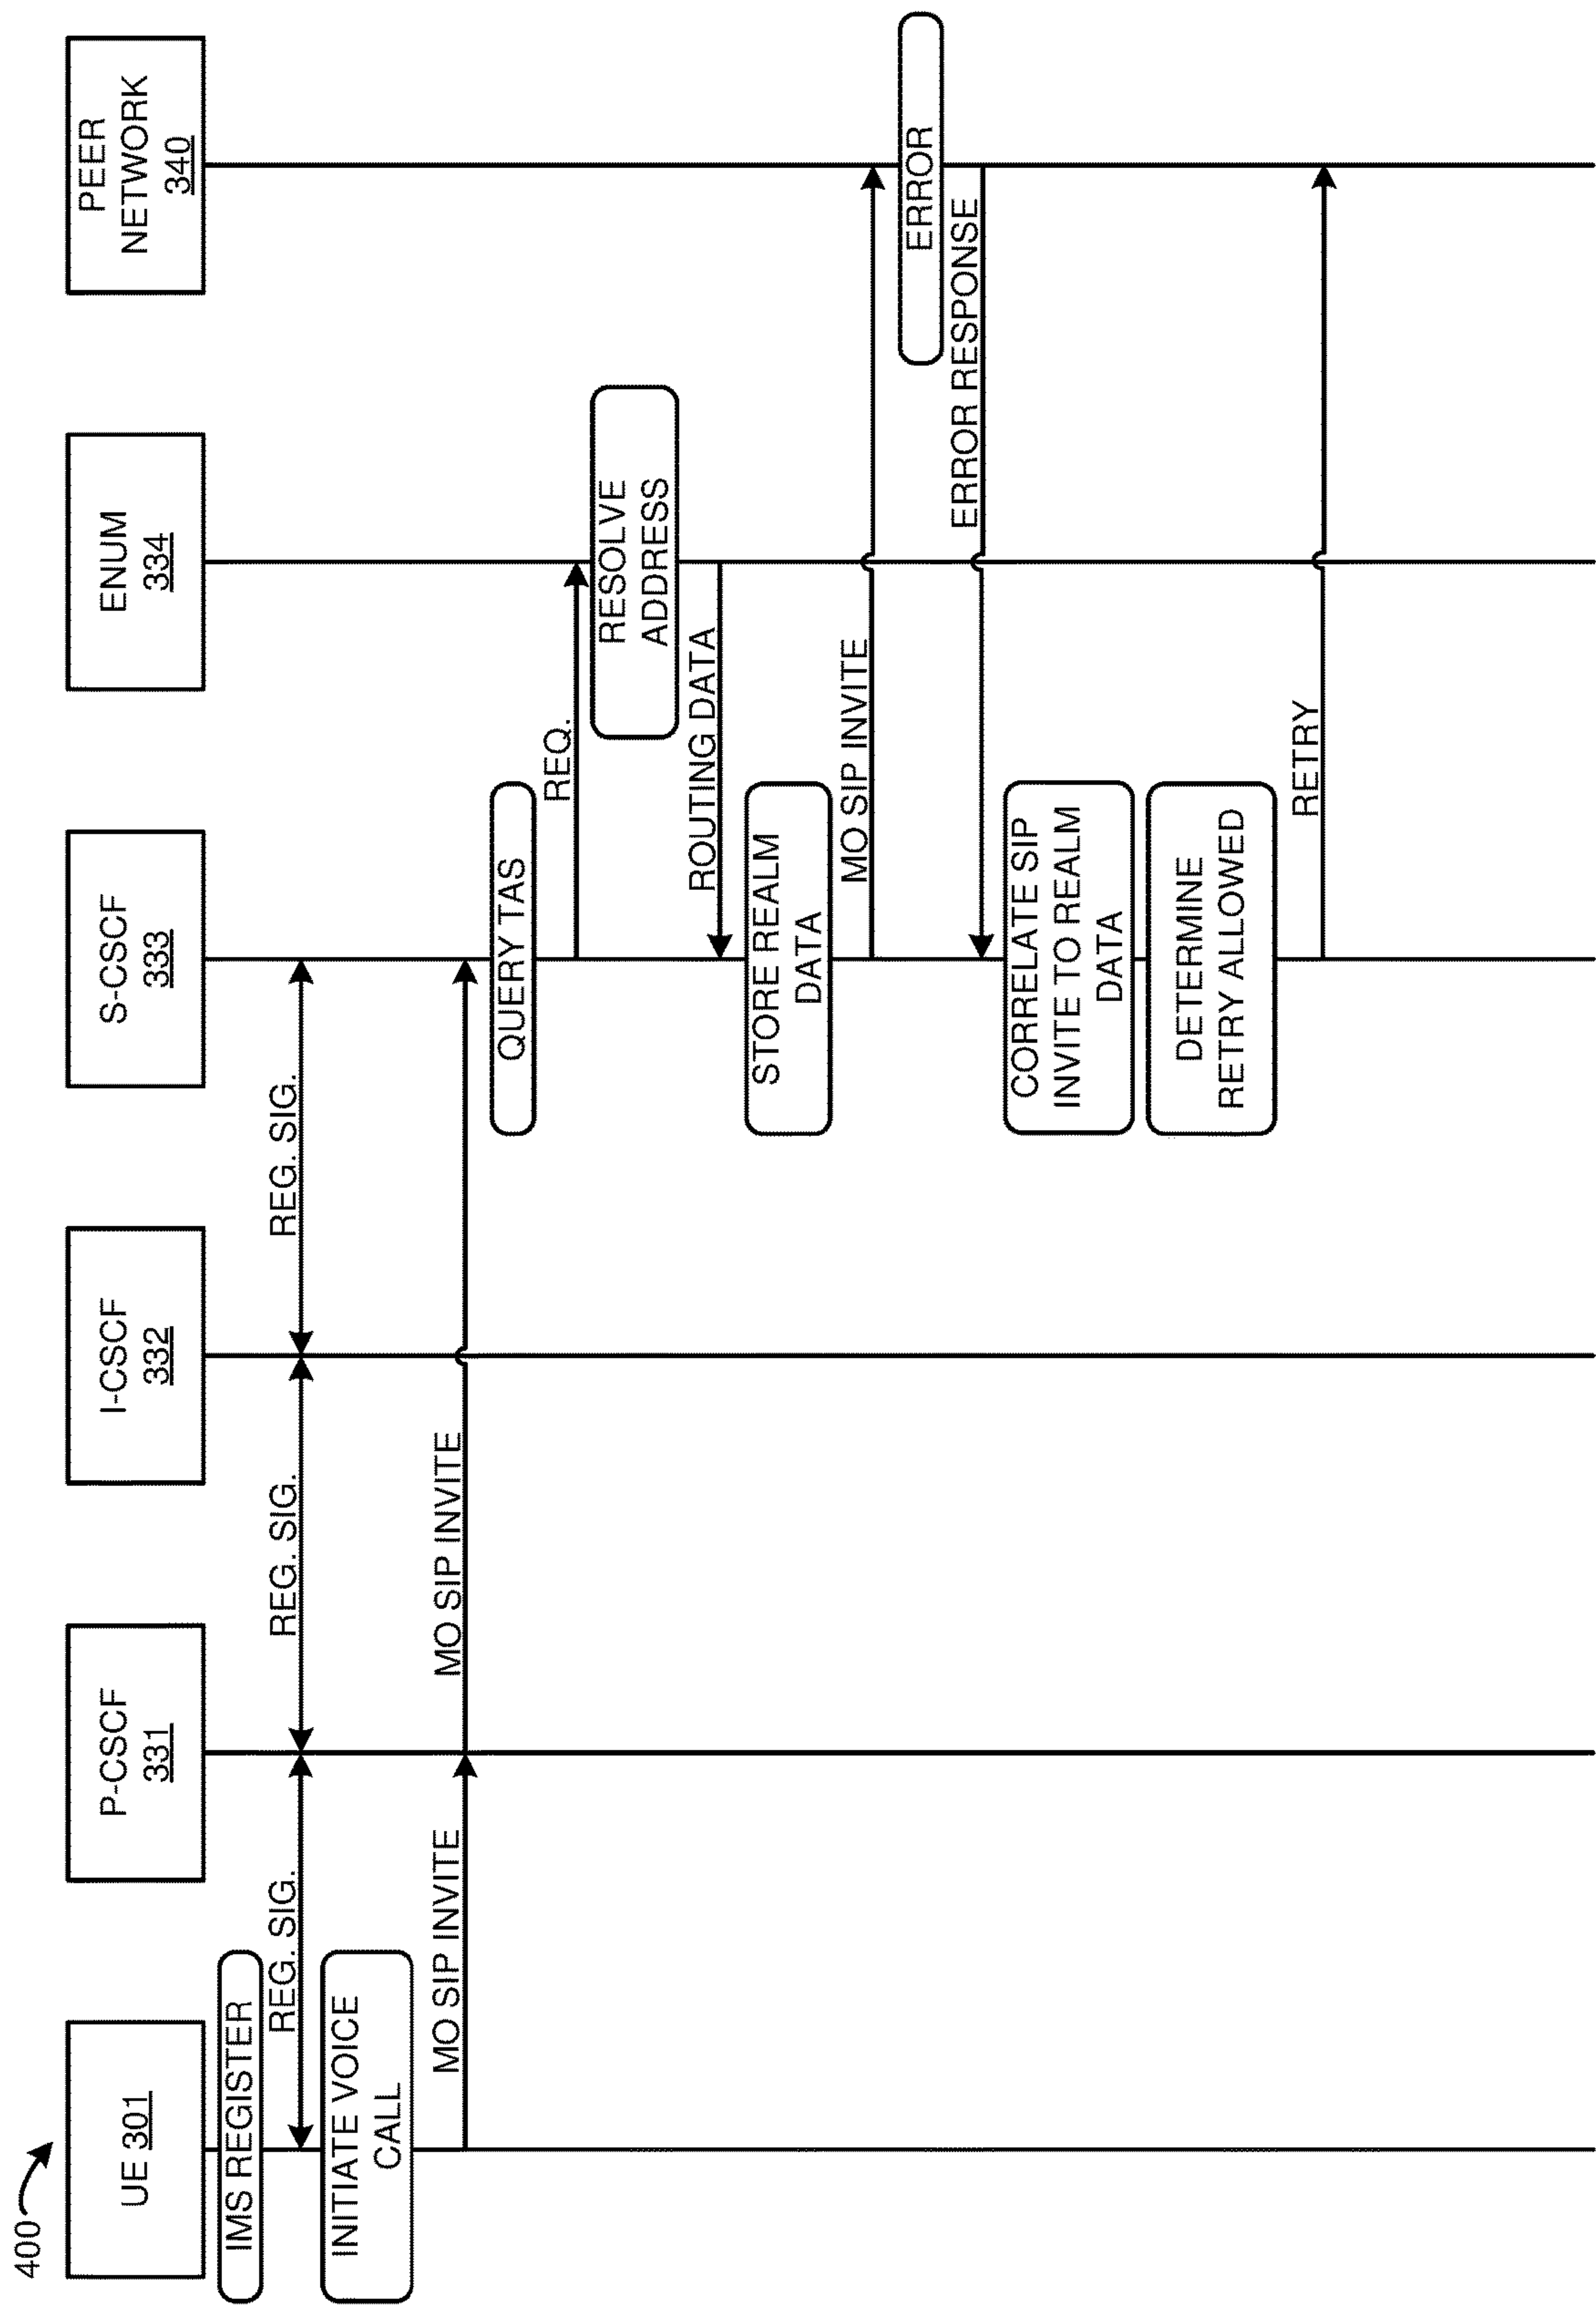 400
UE 301
P-CSCF
331
I-CSCF
332
S-CSCF
333
ENUM
334
PEER
NETWORK
340
IMS REGISTER
REG. SIG.
REG. SIG.
REG. SIG.
INITIATE VOICE
CALL
MO SIP INVITE
MO SIP INVITE
QUERY TAS
REQ.
RESOLVE
ADDRESS
ROUTING DATA
STORE REALM
DATA
MO SIP INVITE
ERROR
ERROR RESPONSE
CORRELATE SIP
INVITE TO REALM
DATA
DETERMINE
RETRY ALLOWED
RETRY